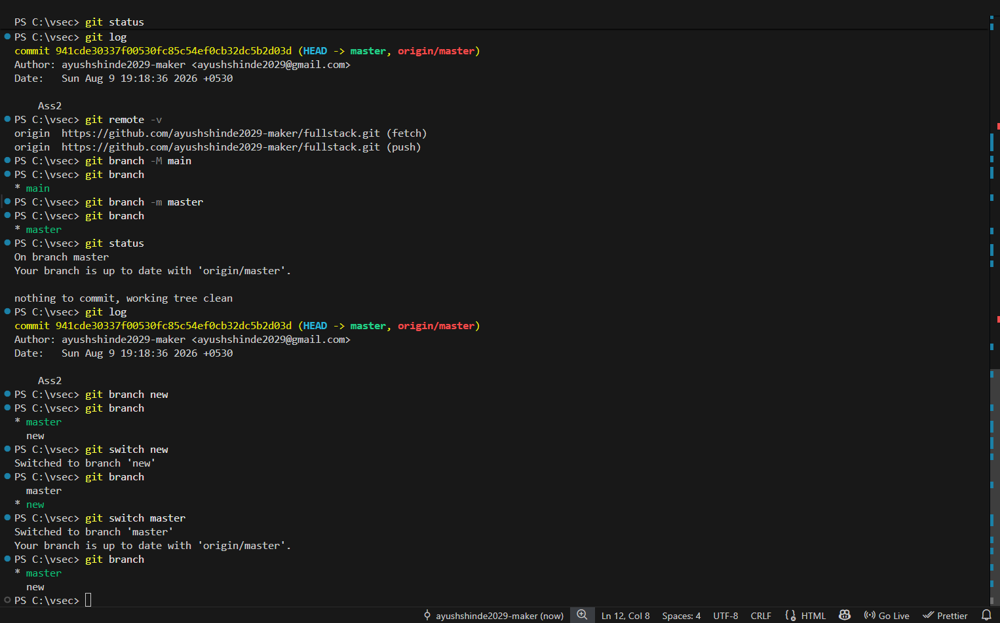 PS C:\vsec> git status
PS C:\vsec> git log
commit 941cde30337f00530fc85c54ef0cb32dc5b2d03d (HEAD -> master, origin/master)
Author: ayushshinde2029-maker <ayushshinde2029@gmail.com>
Date:   Sun Aug 9 19:18:36 2026 +0530
Ass2
PS C:\vsec> git remote -v
origin  https://github.com/ayushshinde2029-maker/fullstack.git (fetch)
origin  https://github.com/ayushshinde2029-maker/fullstack.git (push)
PS C:\vsec> git branch -M main
PS C:\vsec> git branch
* main
PS C:\vsec> git branch -m master
PS C:\vsec> git branch
* master
PS C:\vsec> git status
On branch master
Your branch is up to date with 'origin/master'.
nothing to commit, working tree clean
PS C:\vsec> git log
commit 941cde30337f00530fc85c54ef0cb32dc5b2d03d (HEAD -> master, origin/master)
Author: ayushshinde2029-maker <ayushshinde2029@gmail.com>
Date:   Sun Aug 9 19:18:36 2026 +0530
Ass2
PS C:\vsec> git branch new
PS C:\vsec> git branch
* master
new
PS C:\vsec> git switch new
Switched to branch 'new'
PS C:\vsec> git branch
master
* new
PS C:\vsec> git switch master
Switched to branch 'master'
Your branch is up to date with 'origin/master'.
PS C:\vsec> git branch
* master
new
PS C:\vsec>
ayushshinde2029-maker (now) Ln 12, Col 8 Spaces: 4 UTF-8 CRLF HTML Go Live Prettier